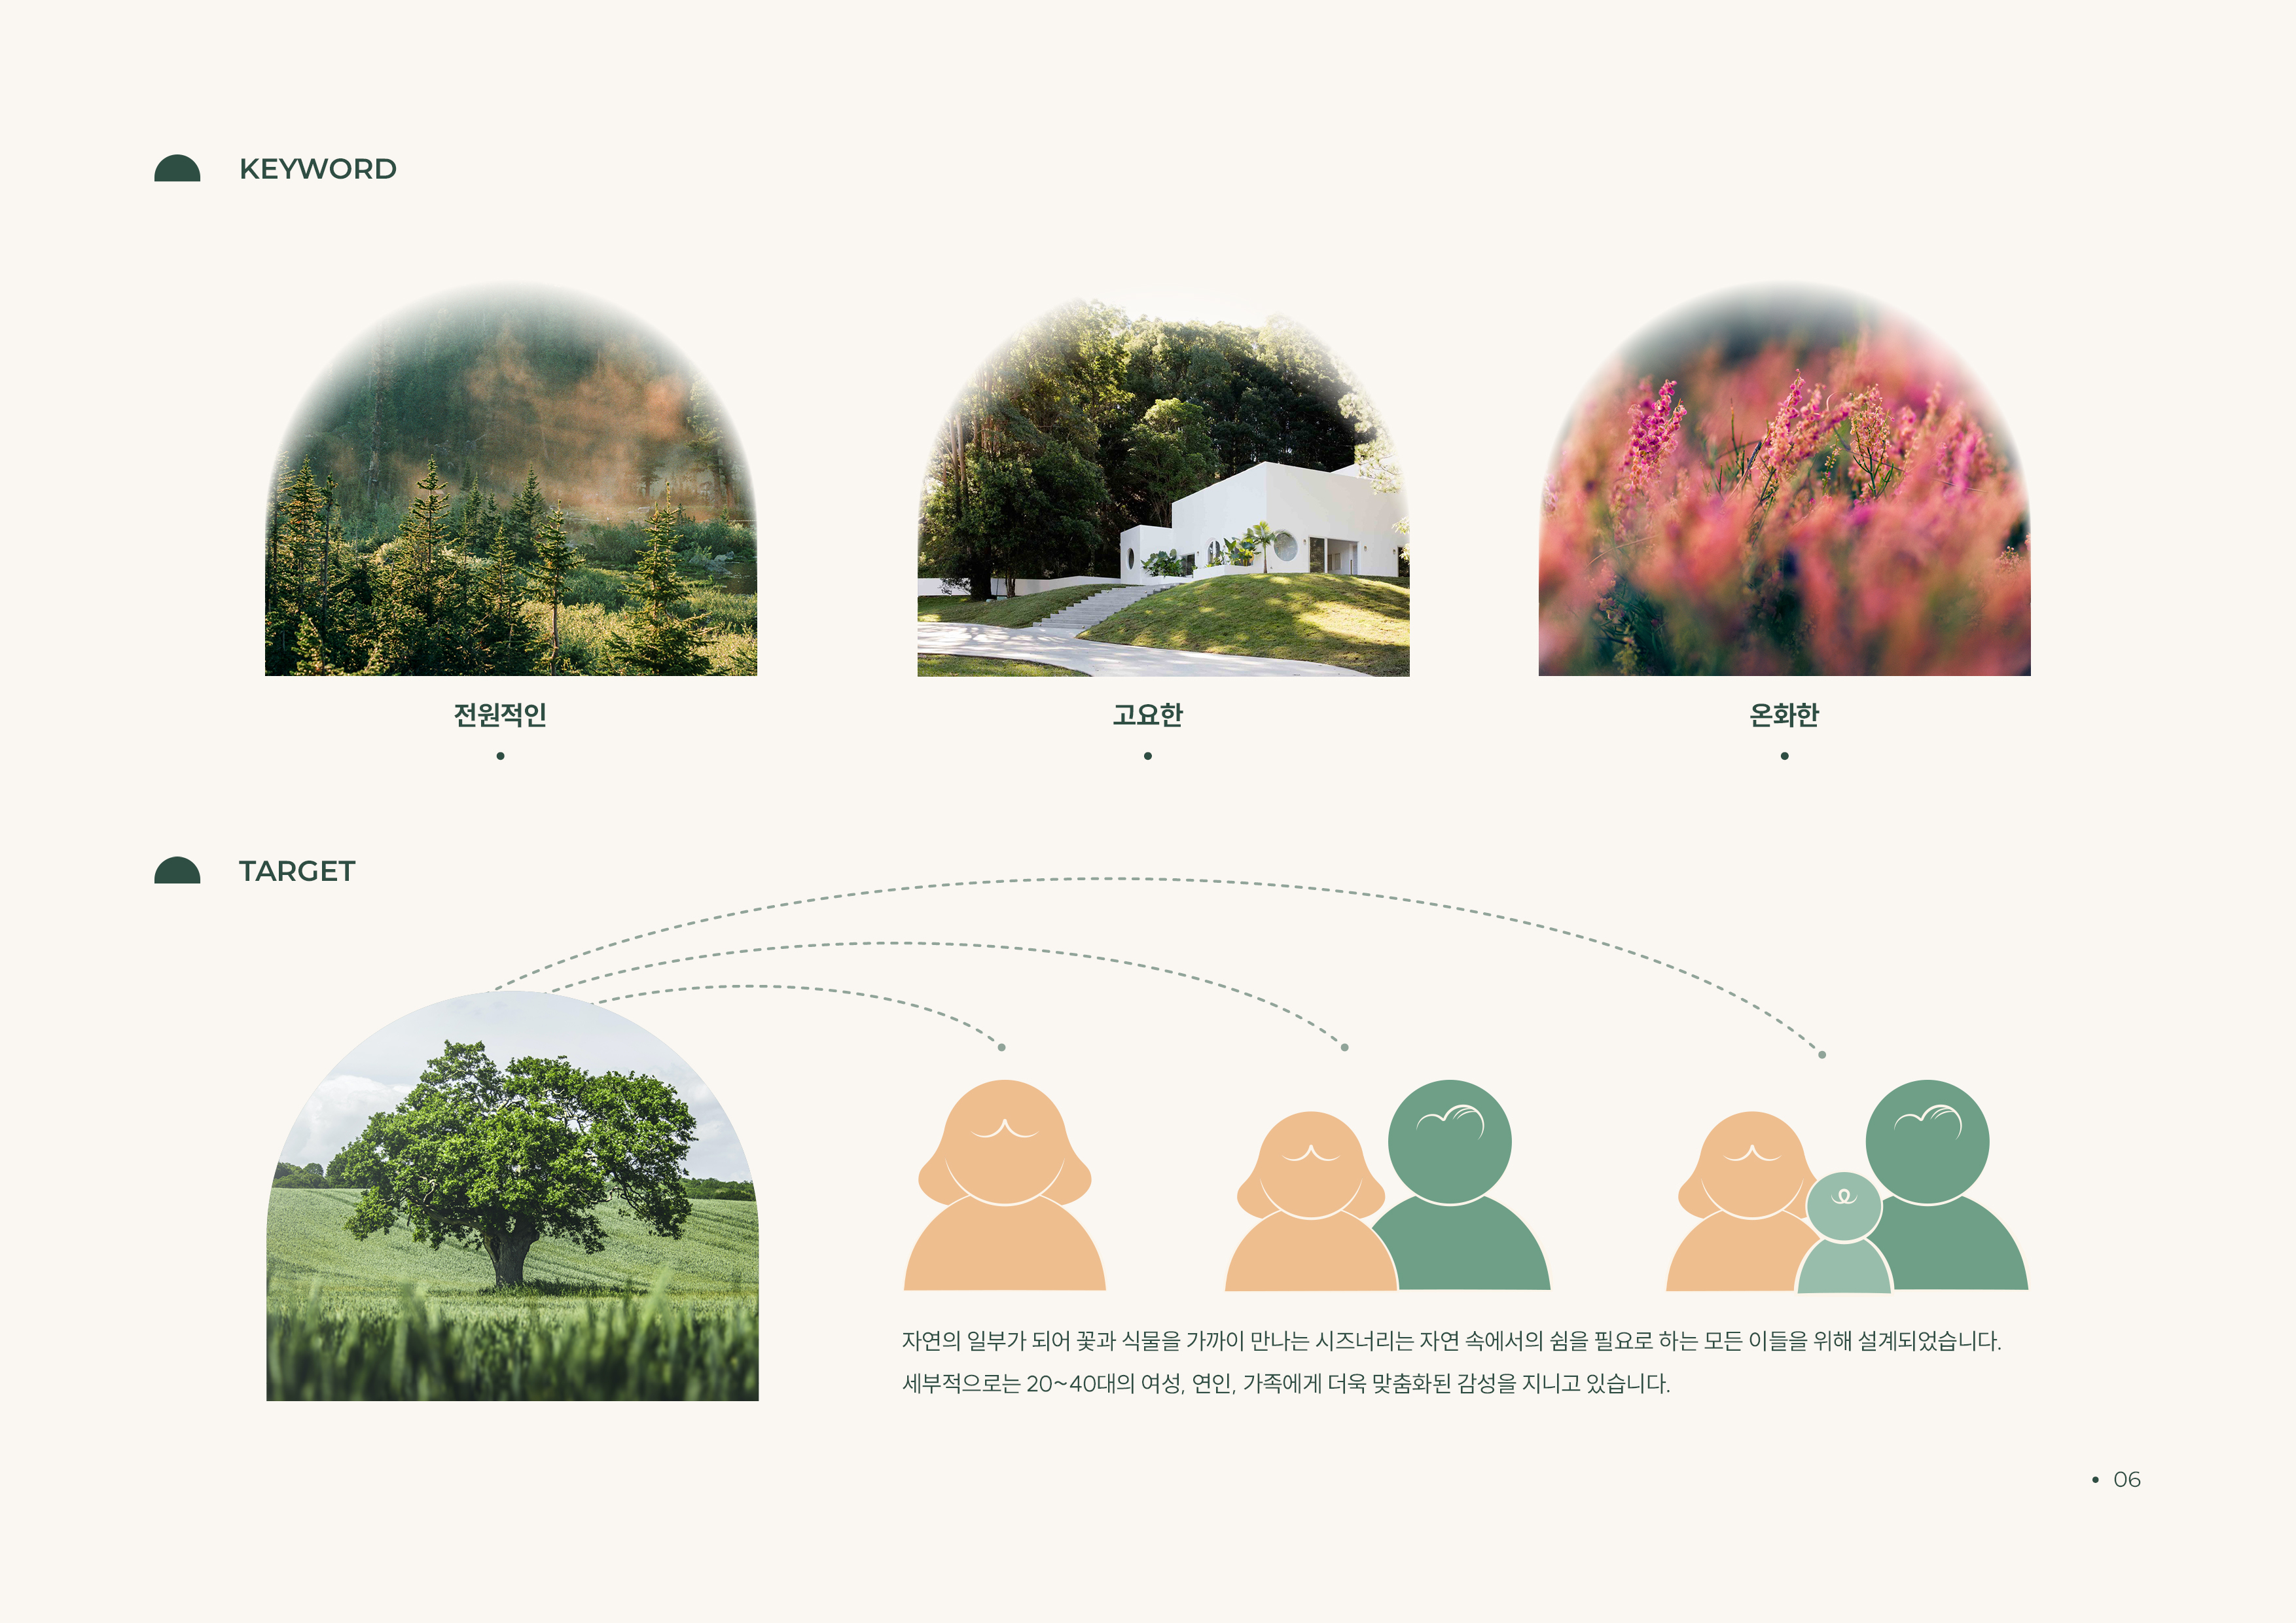 KEYWORD
전원적인
고요한
온화한
TARGET
자연의 일부가 되어 꽃과 식물을 가까이 만나는 시즈너리는 자연 속에서의 쉼을 필요로 하는 모든 이들을 위해 설계되었습니다.
세부적으로는 20~40대의 여성, 연인, 가족에게 더욱 맞춤화된 감성을 지니고 있습니다.
06